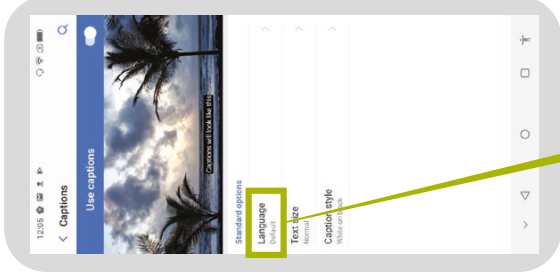 12:05
Captions
Use captions
Captions will look like this
Standard options
Language
Default
Text size
Normal
Caption style
White on black